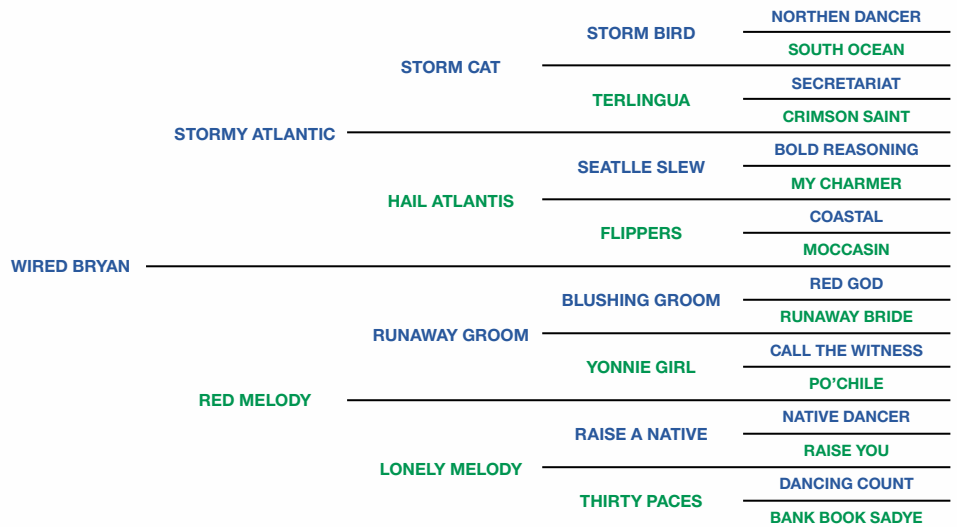 NORTHEN DANCER
STORM BIRD
SOUTH OCEAN
STORM CAT
SECRETARIAT
TERLINGUA
CRIMSON SAINT
STORMY ATLANTIC
BOLD REASONING
SEATLLE SLEW
MY CHARMER
HAIL ATLANTIS
COASTAL
FLIPPERS
MOCCASIN
WIRED BRYAN
RED GOD
BLUSHING GROOM
RUNAWAY BRIDE
RUNAWAY GROOM
CALL THE WITNESS
YONNIE GIRL
PO’CHILE
RED MELODY
NATIVE DANCER
RAISE A NATIVE
RAISE YOU
LONELY MELODY
DANCING COUNT
THIRTY PACES
BANK BOOK SADYE